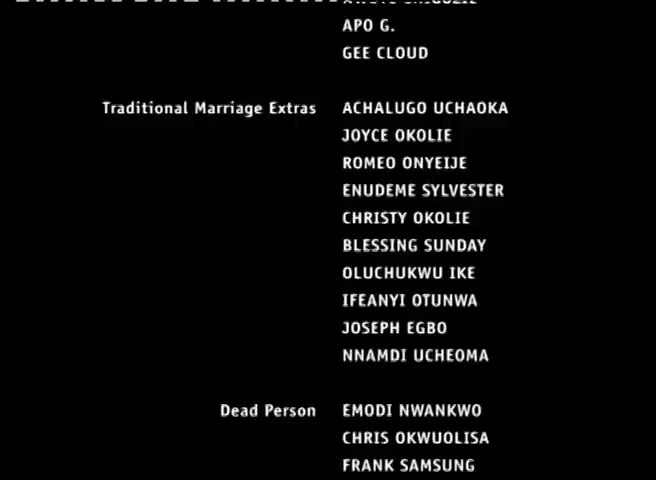 APO G.
GEE CLOUD
Traditional Marriage Extras ACHALUGO UCHAOKA
JOYCE OKOLIE
ROMEO ONYEIJE
ENUDEME SYLVESTER
CHRISTY OKOLIE
BLESSING SUNDAY
OLUCHUKWU IKE
IFEANYI OTUNWA
JOSEPH EGBO
NNAMDI UCHEOMA
Dead Person EMODI NWANKWO
CHRIS OKWUOLISA
FRANK SAMSUNG